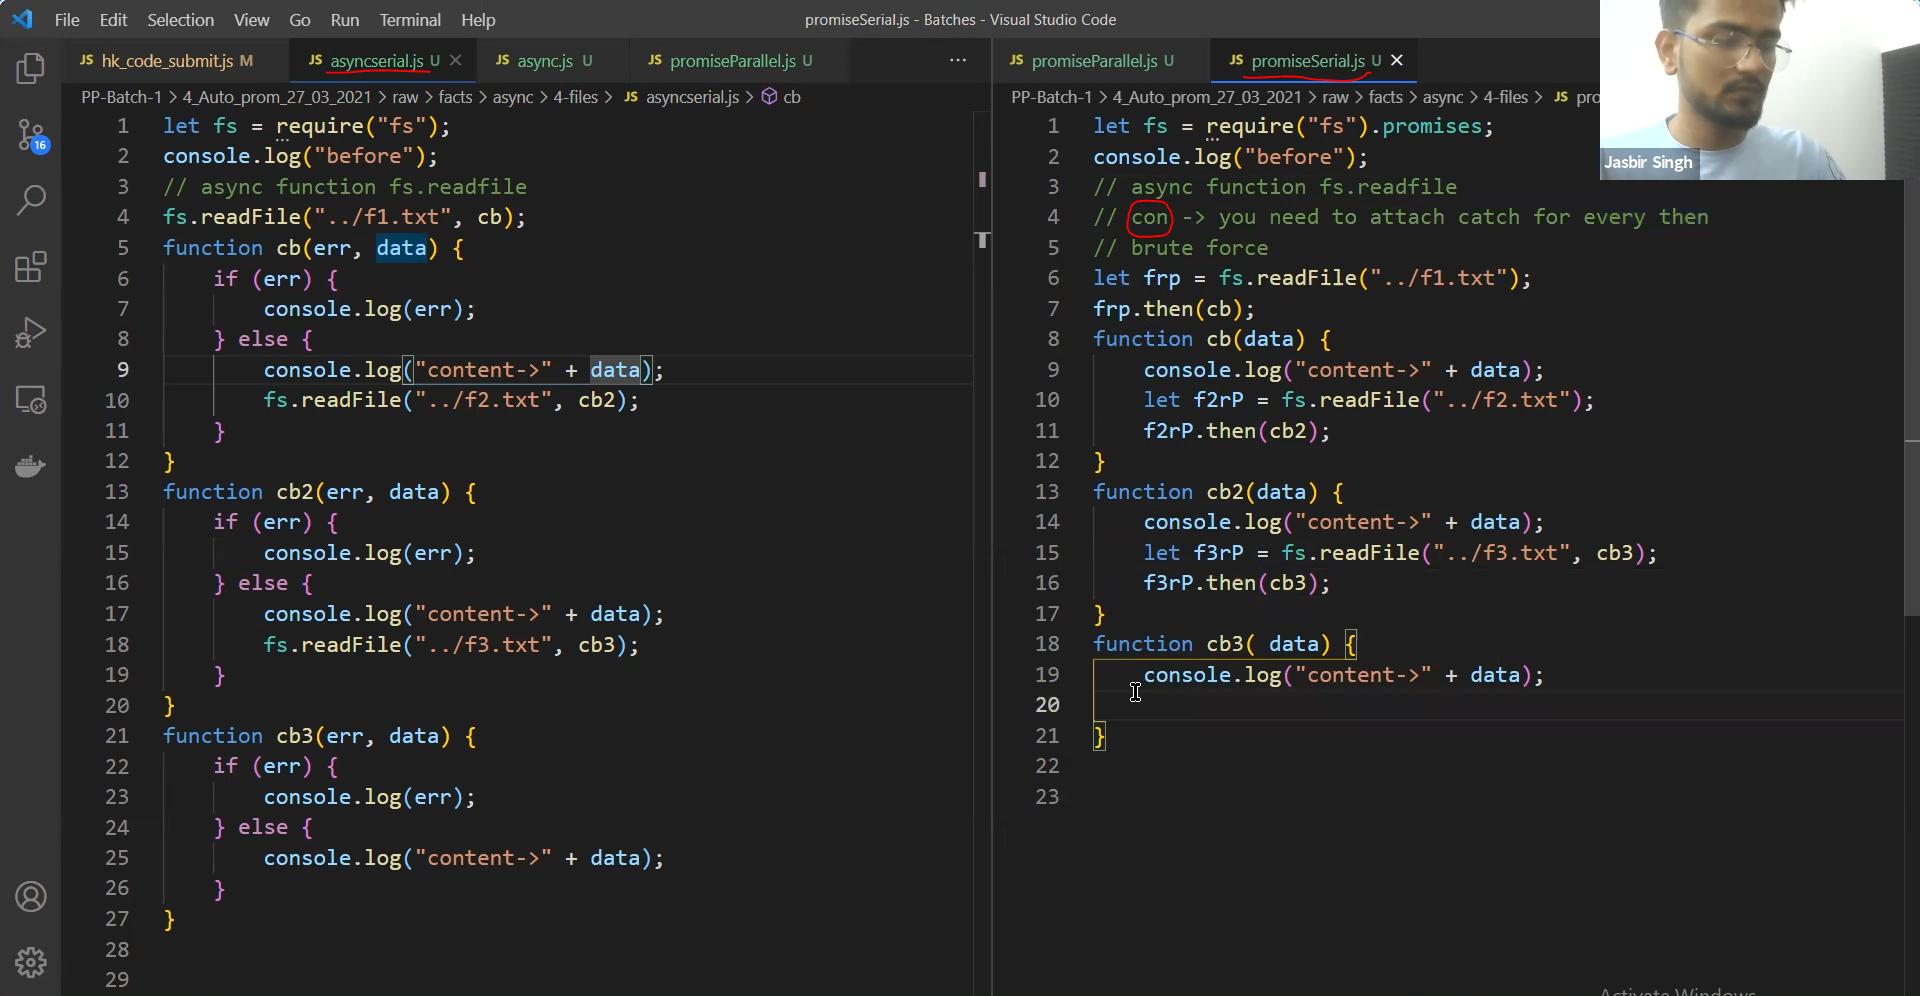 File Edit Selection View Go Run Terminal Help
promiseSerial.js - Batches - Visual Studio Code
JS hk_code_submit.js M
JS asyncserial.js U
JS async.js U
JS promiseParallel.js U
PP-Batch-1 > 4_Auto_prom_27_03_2021 > raw > facts > async > 4-files > JS asyncserial.js > cb
16
1 let fs = require("fs");
2 console.log("before");
3 // async function fs.readfile
4 fs.readFile("../f1.txt", cb);
5 function cb(err, data) {
6 if (err) {
7 console.log(err);
8 } else {
9 console.log("content->" + data);
10 fs.readFile("../f2.txt", cb2);
11 }
12 }
13 function cb2(err, data) {
14 if (err) {
15 console.log(err);
16 } else {
17 console.log("content->" + data);
18 fs.readFile("../f3.txt", cb3);
19 }
20 }
21 function cb3(err, data) {
22 if (err) {
23 console.log(err);
24 } else {
25 console.log("content->" + data);
26 }
27 }
28
29
JS promiseParallel.js U
JS promiseSerial.js U
PP-Batch-1 > 4_Auto_prom_27_03_2021 > raw > facts > async > 4-files > JS pro
1 let fs = require("fs").promises;
2 console.log("before");
3 // async function fs.readfile
4 // con -> you need to attach catch for every then
5 // brute force
6 let frp = fs.readFile("../f1.txt");
7 frp.then(cb);
8 function cb(data) {
9 console.log("content->" + data);
10 let f2rP = fs.readFile("../f2.txt");
11 f2rP.then(cb2);
12 }
13 function cb2(data) {
14 console.log("content->" + data);
15 let f3rP = fs.readFile("../f3.txt", cb3);
16 f3rP.then(cb3);
17 }
18 function cb3( data) {
19 console.log("content->" + data);
20
21 }
22
23
Jasbir Singh
Activate Windows